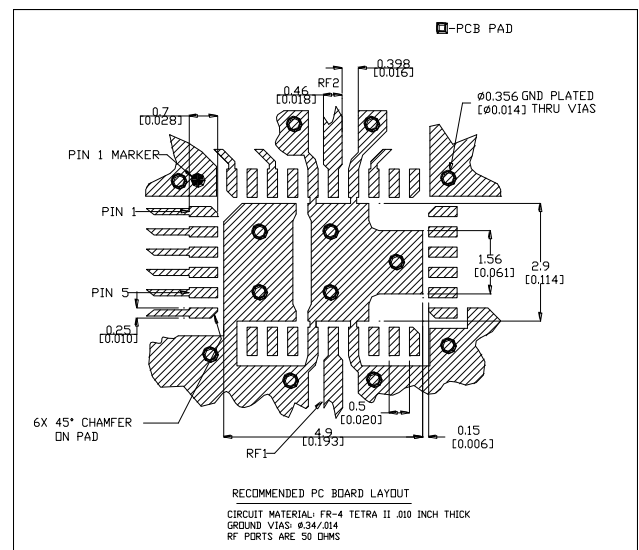 -PCB PAD
0.398
[0.016]
RF2
0.46
[0.018]
Ø0.356 GND PLATED
[Ø0.014] THRU VIAS
0.7
[0.028]
PIN 1 MARKER
PIN 1
1.56
[0.061]
2.9
[0.114]
PIN 5
0.25
[0.010]
6X 45° CHAMFER
ON PAD
0.5
[0.020]
4.9
[0.193]
0.15
[0.006]
RF1
RECOMMENDED PC BOARD LAYOUT
CIRCUIT MATERIAL: FR-4 TETRA II .010 INCH THICK
GROUND VIAS: Ø.34/.014
RF PORTS ARE 50 OHMS